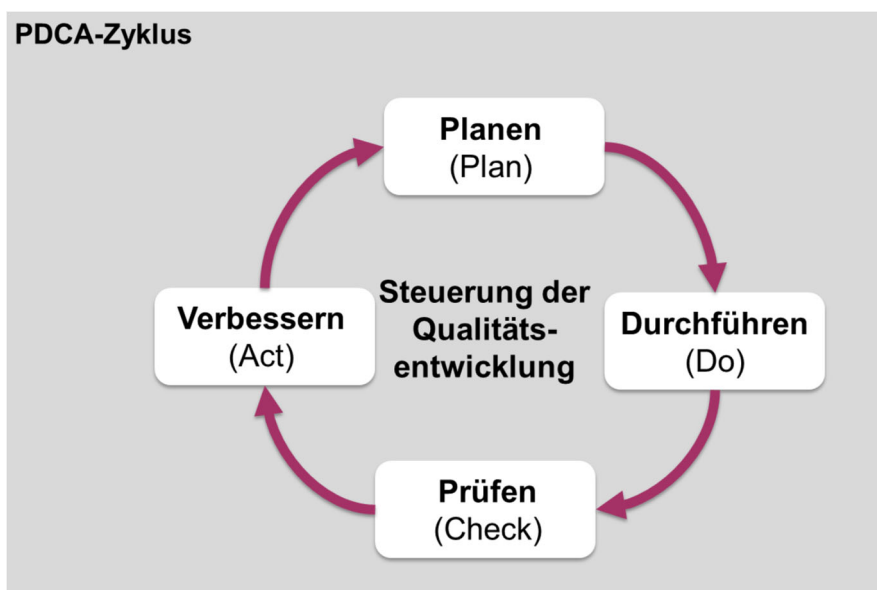 PDCA-Zyklus
Planen
(Plan)
Steuerung der
Qualitäts-
entwicklung
Verbessern
(Act)
Durchführen
(Do)
Prüfen
(Check)